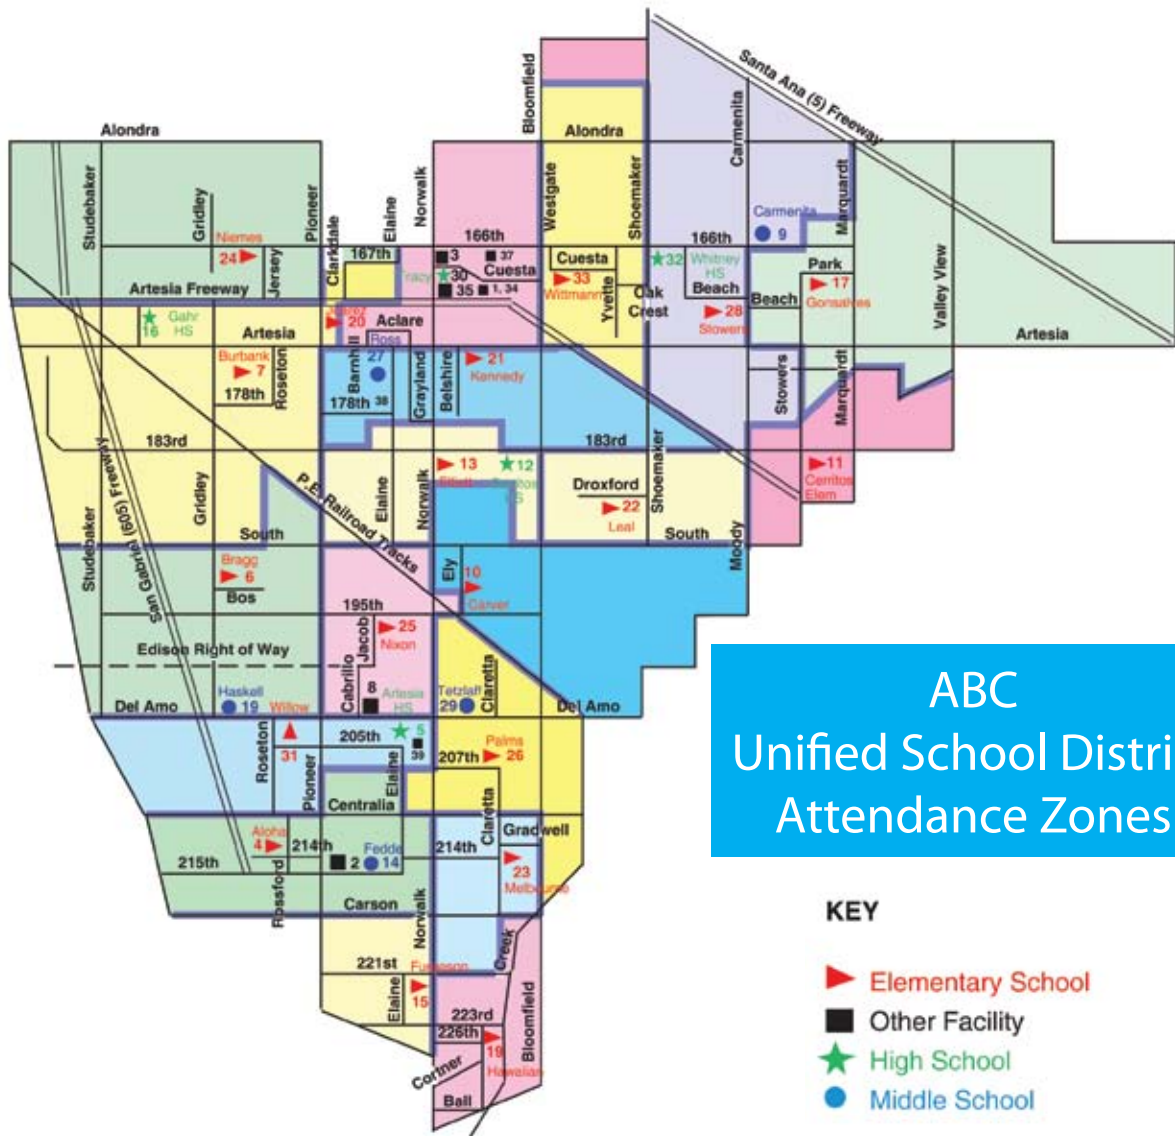 Santa Ana (5) Freeway
Bloomfield
Alondra
Alondra
Carmenita
Studebaker
Gridley
Pioneer
Clarkdale
Elaine
Norwalk
Westgate
Shoemaker
Marquardt
Valley View
Carmenita
9
Niemes
24
Jersey
167th
166th
3
37
Cuesta
Tracy
30
35
1, 34
Cuesta
33
Wittmann
Yvette
Oak
Crest
32
166th
Whitney
HS
Beach
28
Stowers
Beach
Park
17
Gonsalves
Artesia Freeway
16
Gahr
HS
Artesia
Juarez
20
Aclare
Ross
27
Artesia
Burbank
7
178th
Roseton
Barnhill
178th
38
Grayland
Belshire
21
Kennedy
Stowers
Marquardt
183rd
183rd
San Gabriel (605) Freeway
Gridley
P.E. Railroad Tracks
Elaine
Norwalk
13
12
Droxford
22
Leal
Shoemaker
11
Cerritos
Elem
South
South
Moody
Studebaker
Bragg
6
Bos
Ely
10
Carver
195th
Jacob
25
Nixon
Edison Right of Way
Cabrillo
8
Artesia
HS
Haskell
19
Willow
Tetzlaff
29
Claretta
Del Amo
Del Amo
Roseton
31
205th
Pioneer
Elaine
5
39
207th
Palms
26
Centralia
Claretta
Gradwell
Aloha
4
214th
215th
Rossford
2
Fedde
14
214th
23
Melbourne
Carson
Norwalk
Creek
221st
Furgeson
Elaine
15
223rd
226th
19
Hawaiian
Bloomfield
Cortner
Ball
ABC
Unified School Distri
Attendance Zones
KEY
Elementary School
Other Facility
High School
Middle School